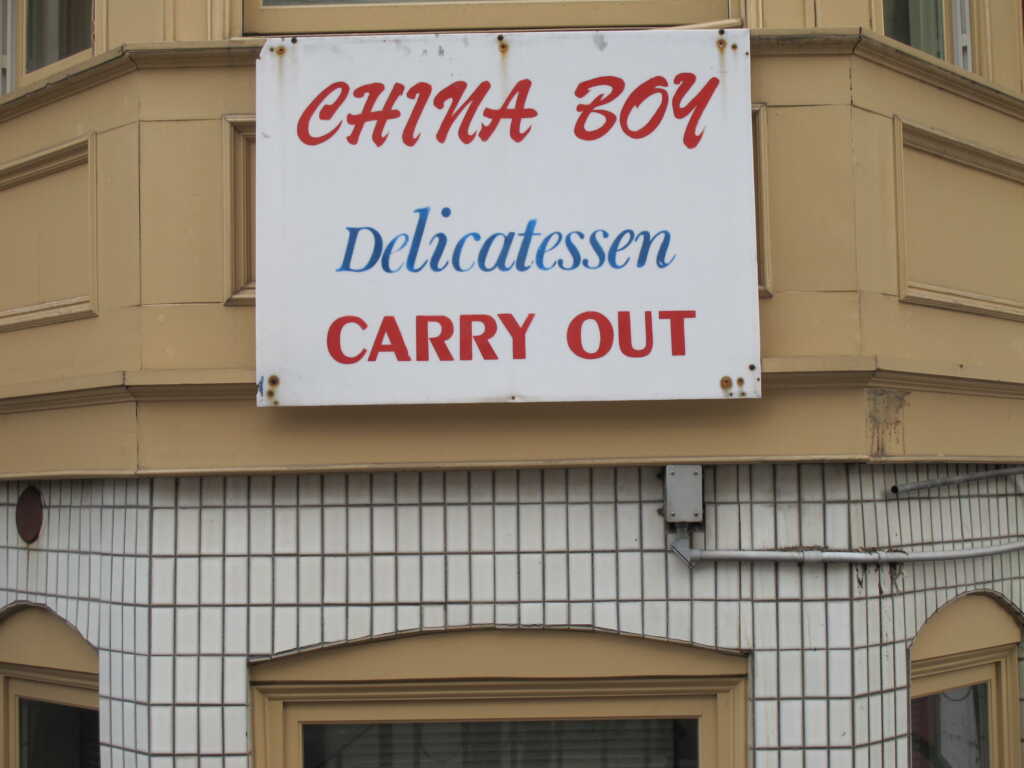 CHINA BOY
Delicatessen
CARRY OUT